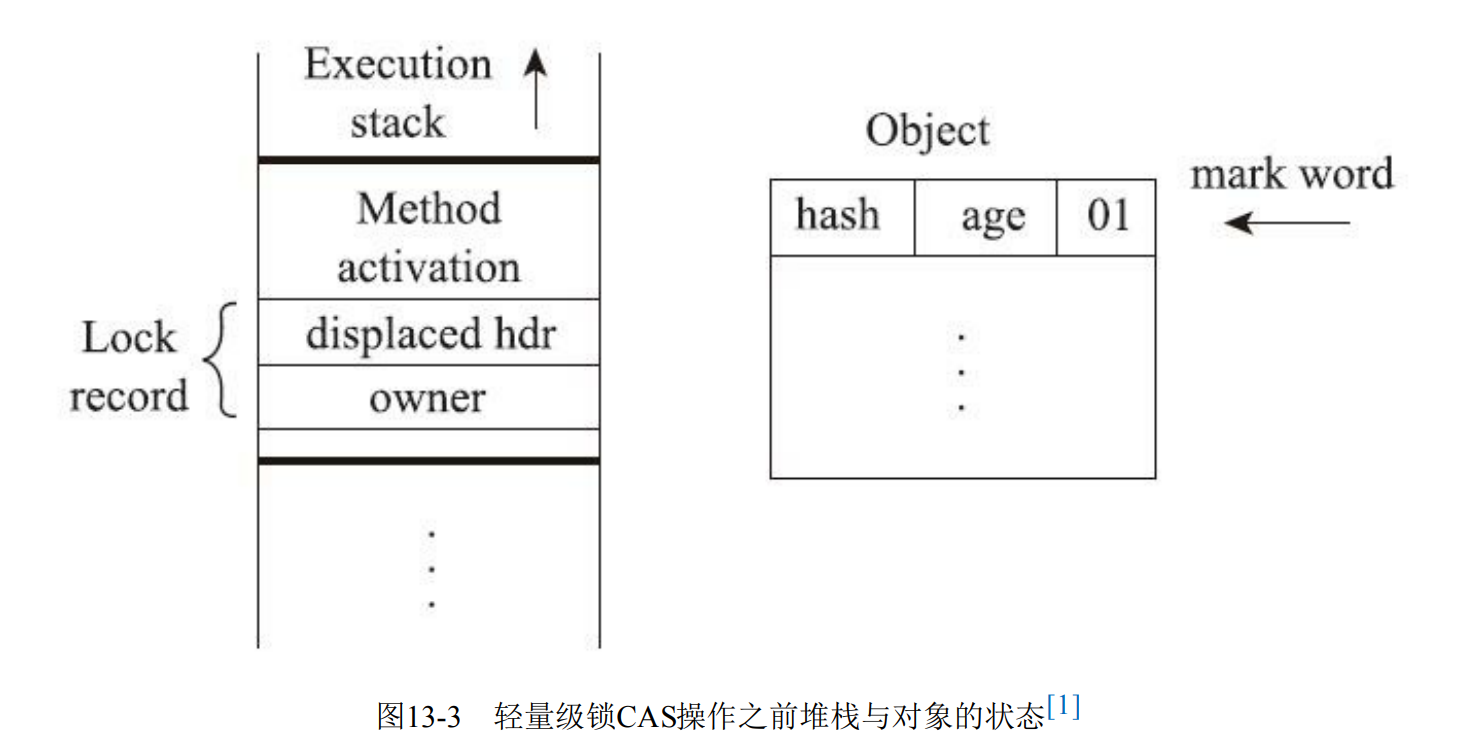 Execution
stack
Method
activation
Lock
record
displaced hdr
owner
Object
mark word
hash age 01
图13-3 轻量级锁CAS操作之前堆栈与对象的状态[1]